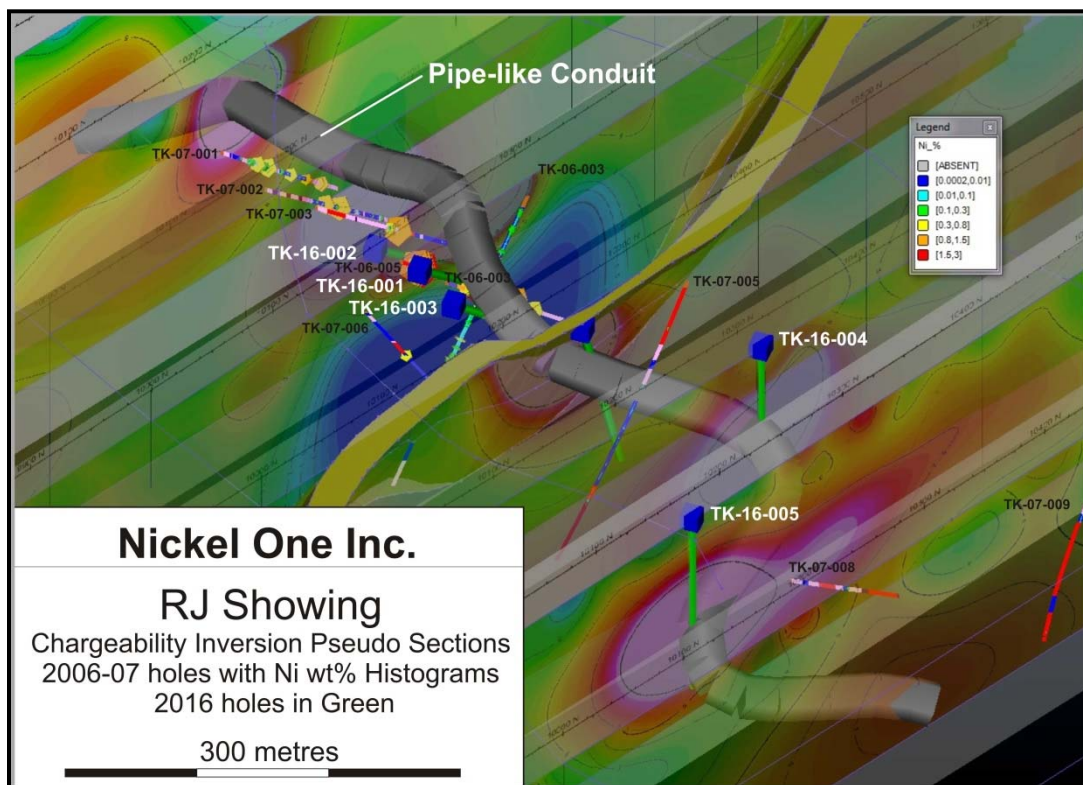 Pipe-like Conduit
TK-07-001
TK-06-003
TK-07-002
TK-07-003
TK-16-002
TK-06-005
TK-06-003
TK-16-001
TK-16-003
TK-07-006
TK-07-005
TK-16-004
TK-16-005
TK-07-009
TK-07-008
Legend
Ni_%
[ABSENT]
[0.0002,0.01]
[0.01,0.1]
[0.1,0.3]
[0.3,0.8]
[0.8,1.5]
[1.5,3]
Nickel One Inc.
RJ Showing
Chargeability Inversion Pseudo Sections
2006-07 holes with Ni wt% Histograms
2016 holes in Green
300 metres